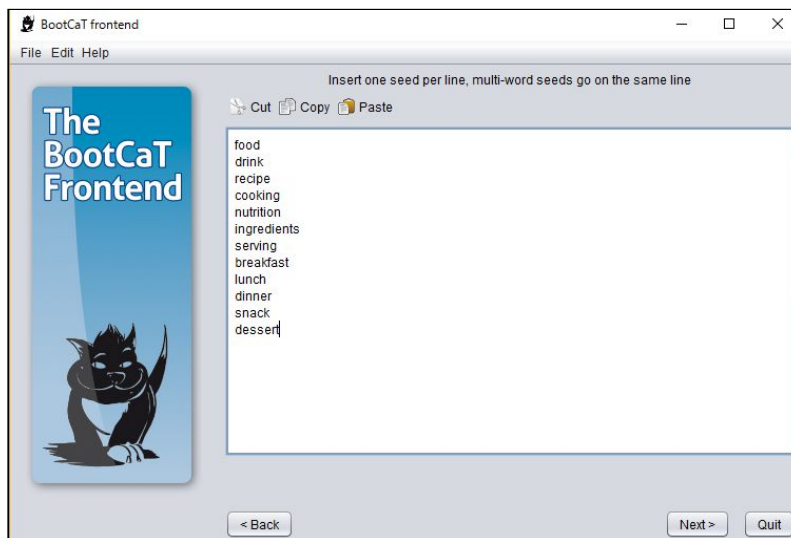 BootCaT frontend
File Edit Help
Insert one seed per line, multi-word seeds go on the same line
Cut Copy Paste
The
BootCaT
Frontend
food
drink
recipe
cooking
nutrition
ingredients
serving
breakfast
lunch
dinner
snack
dessert
< Back
Next >
Quit